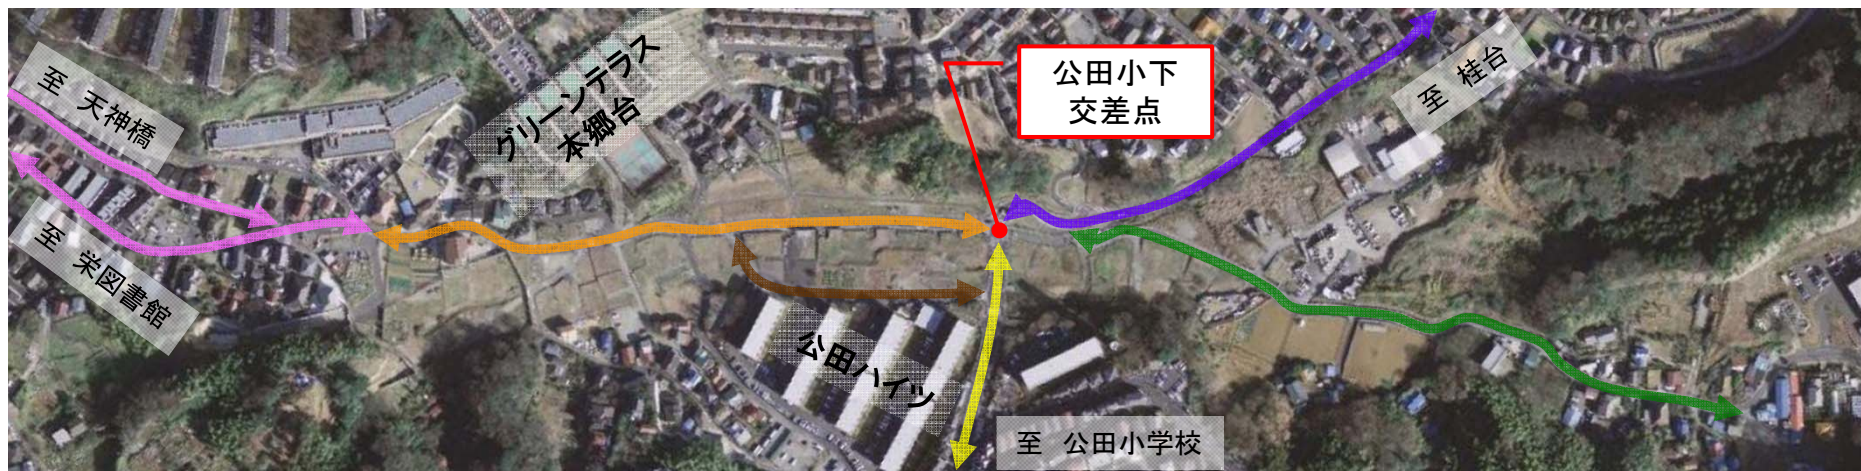 至 天神橋
至 栄図書館
グリーンテラス
本郷台
公田小下
交差点
至 桂台
公田ハイツ
至 公田小学校